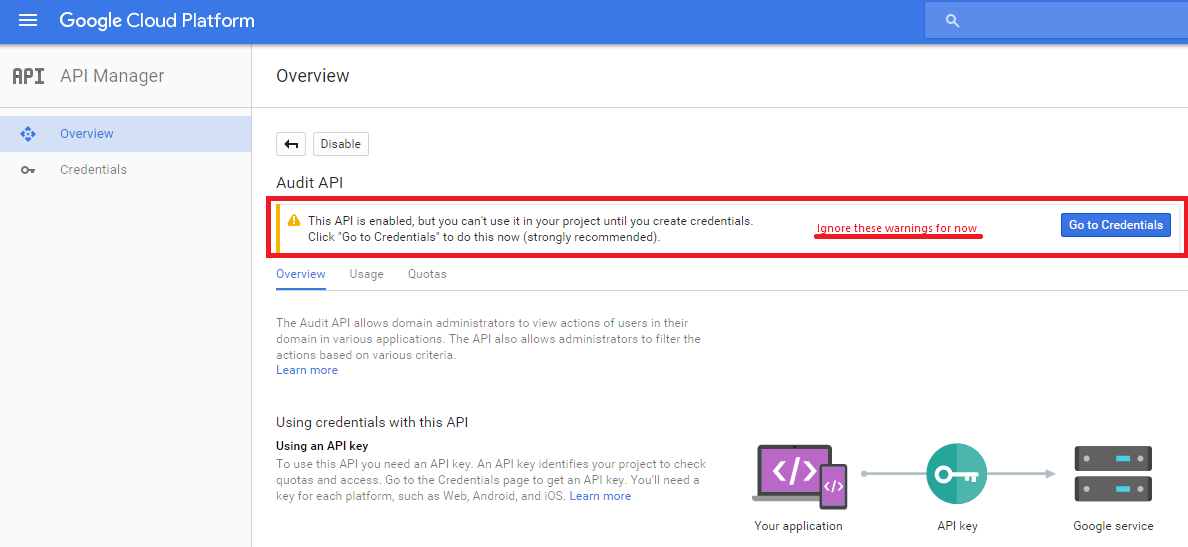 Google Cloud Platform
API API Manager
Overview
Overview
Credentials
Disable
Audit API
This API is enabled, but you can't use it in your project until you create credentials.
Click "Go to Credentials" to do this now (strongly recommended).
Ignore these warnings for now
Go to Credentials
Overview Usage Quotas
The Audit API allows domain administrators to view actions of users in their
domain in various applications. The API also allows administrators to filter the
actions based on various criteria.
Learn more
Using credentials with this API
Using an API key
To use this API you need an API key. An API key identifies your project to check
quotas and access. Go to the Credentials page to get an API key. You'll need a
key for each platform, such as Web, Android, and iOS. Learn more
</>
</>
Your application API key Google service